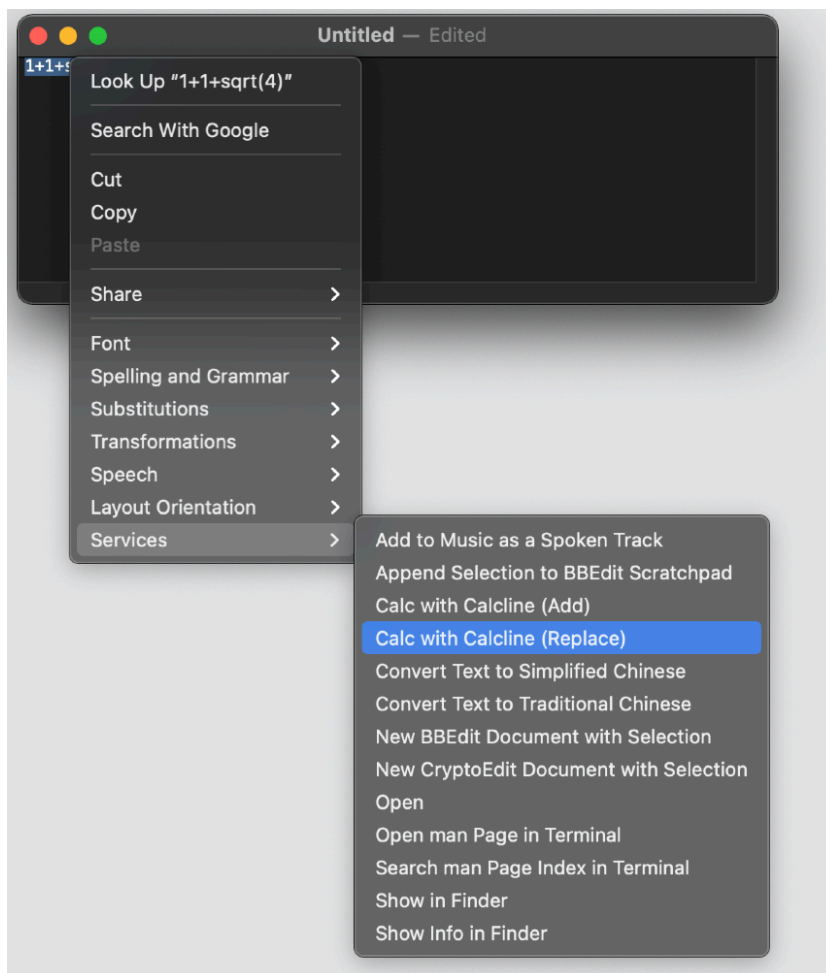 Untitled — Edited
1+1+s
Look Up “1+1+sqrt(4)”
Search With Google
Cut
Copy
Paste
Share
Font
Spelling and Grammar
Substitutions
Transformations
Speech
Layout Orientation
Services
Add to Music as a Spoken Track
Append Selection to BBEdit Scratchpad
Calc with Calcline (Add)
Calc with Calcline (Replace)
Convert Text to Simplified Chinese
Convert Text to Traditional Chinese
New BBEdit Document with Selection
New CryptoEdit Document with Selection
Open
Open man Page in Terminal
Search man Page Index in Terminal
Show in Finder
Show Info in Finder